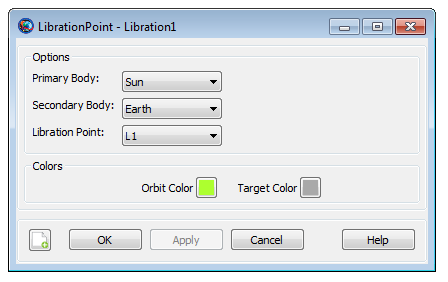 LibrationPoint - Libration1
Options
Primary Body: Sun
Secondary Body: Earth
Libration Point: L1
Colors
Orbit Color Target Color
OK Apply Cancel Help